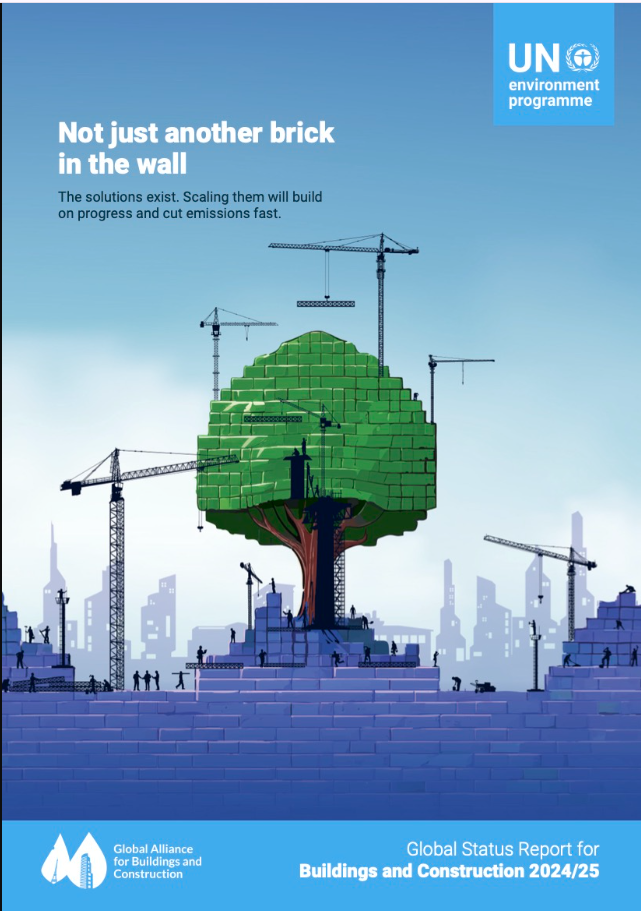 UN
environment
programme
Not just another brick
in the wall
The solutions exist. Scaling them will build
on progress and cut emissions fast.
Global Alliance
for Buildings and
Construction
Global Status Report for
Buildings and Construction 2024/25